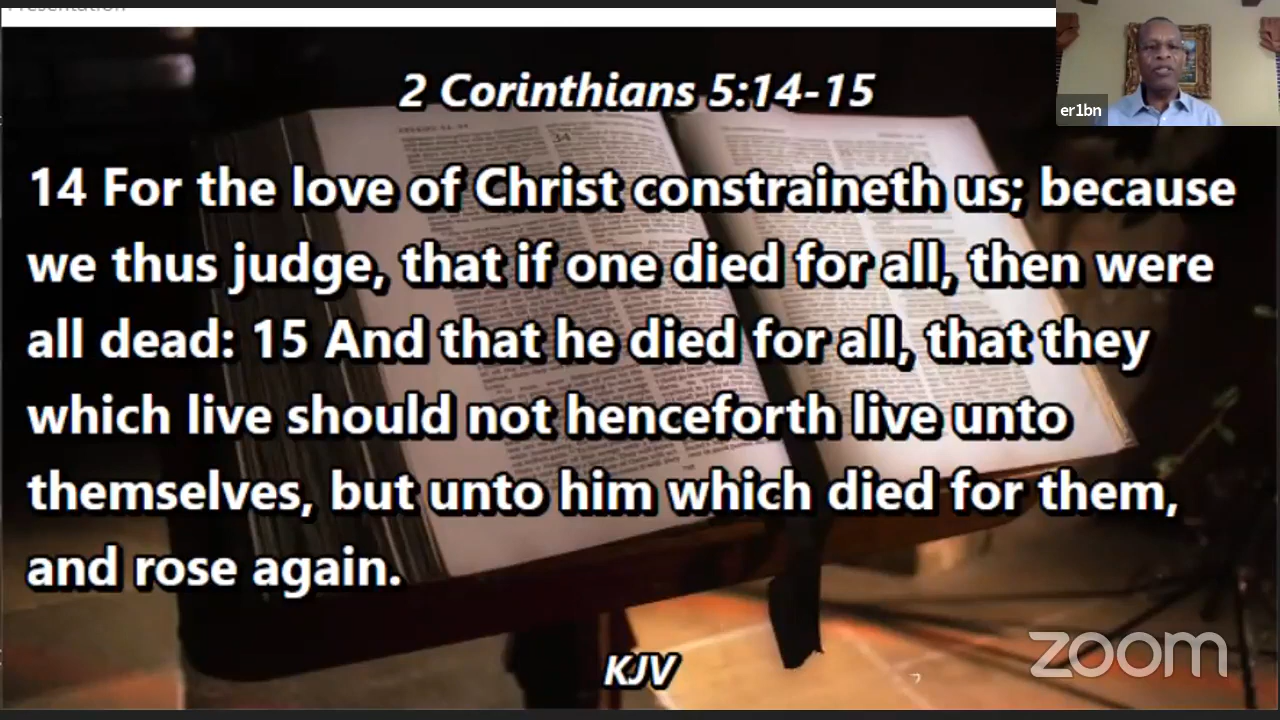 Presentation
2 Corinthians 5:14-15
er1bn
14 For the love of Christ constraineth us; because
we thus judge, that if one died for all, then were
all dead: 15 And that he died for all, that they
which live should not henceforth live unto
themselves, but unto him which died for them,
and rose again.
KJV
zoom